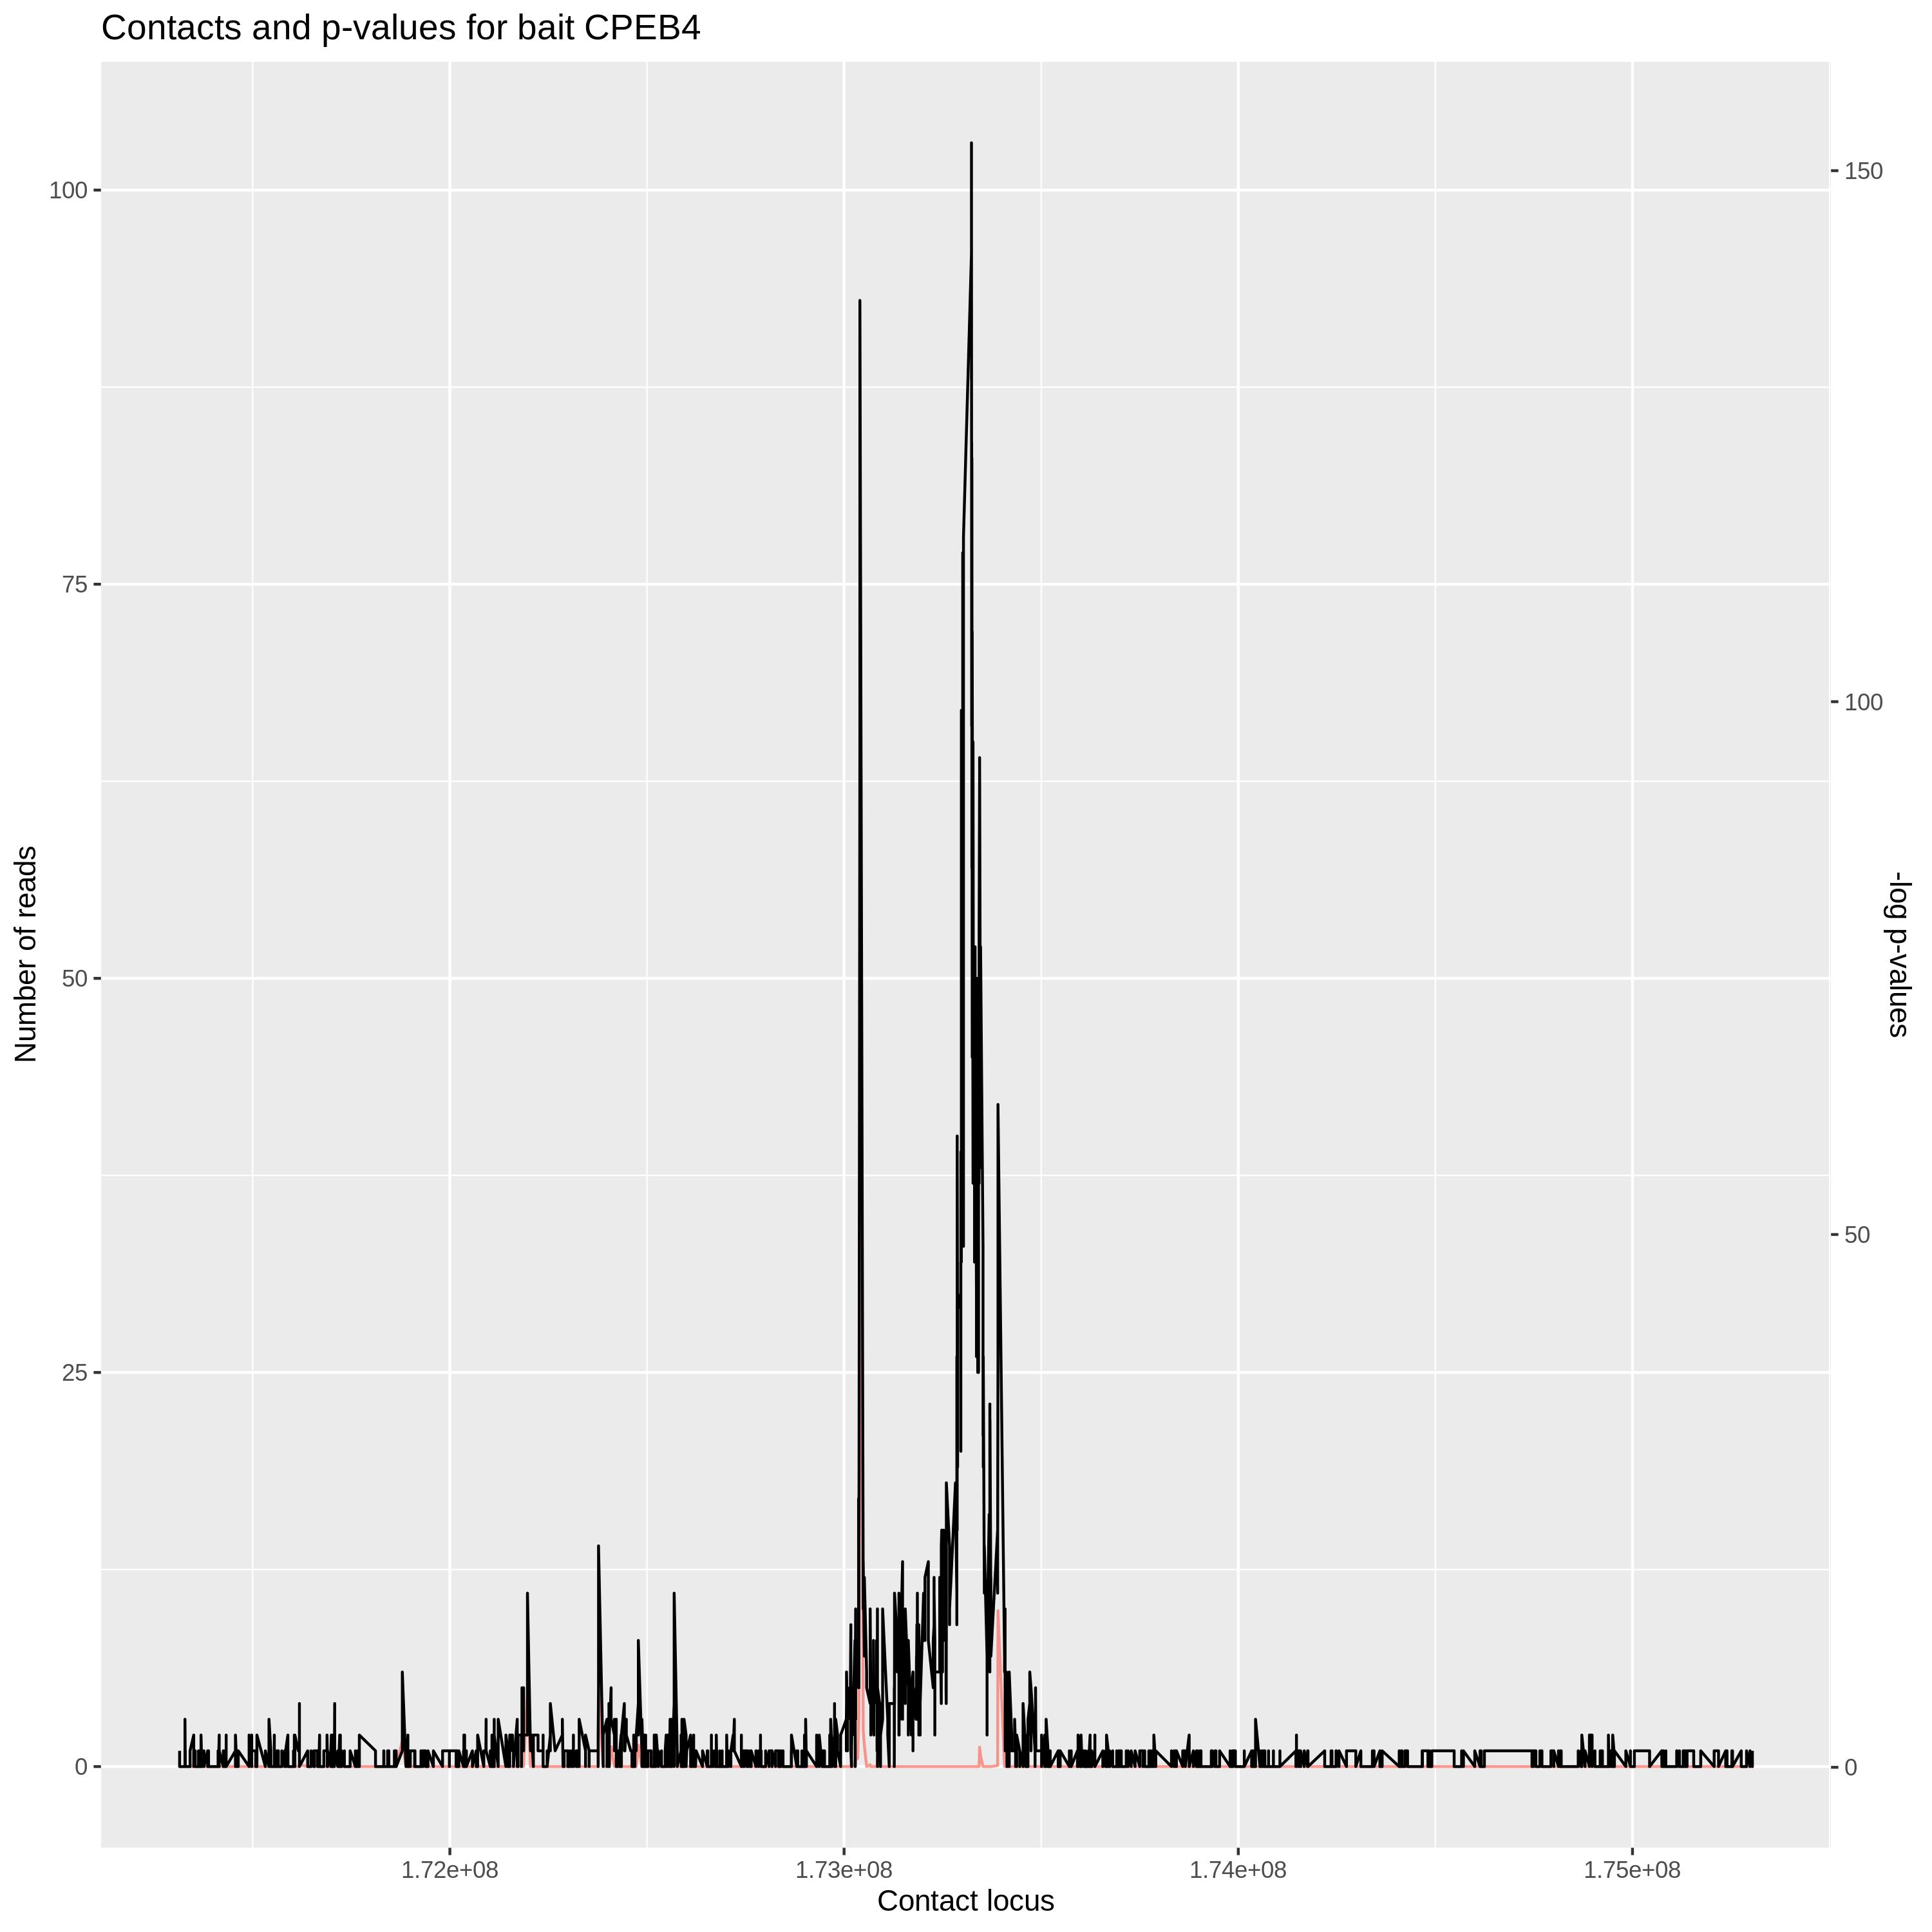 Contacts and p-values for bait CPEB4
100
75
50
25
0
Number of reads
150
100
50
0
-log p-values
1.72e+08
1.73e+08
1.74e+08
1.75e+08
Contact locus